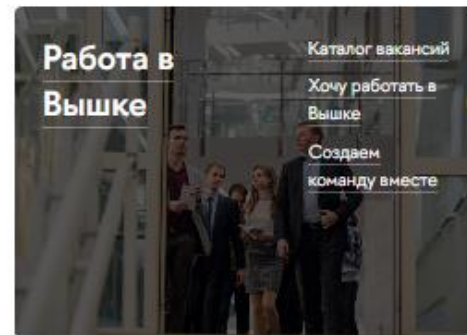 Работа в
Вышке
Каталог вакансий
Хочу работать в
Вышке
Создаем
команду вместе